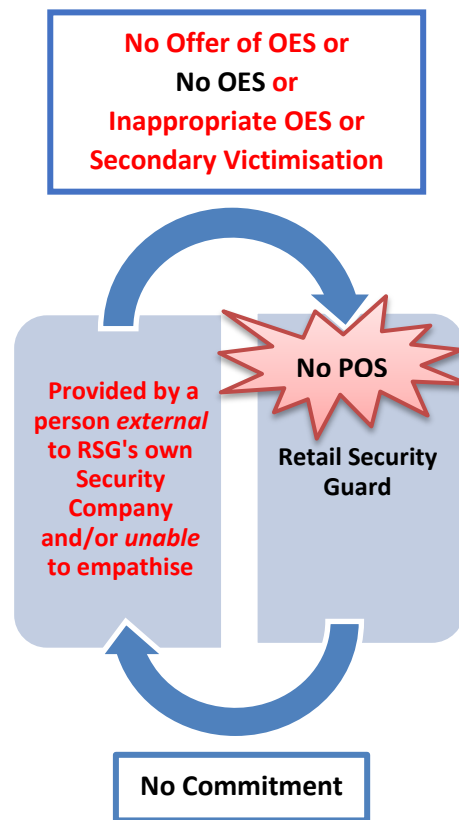 No Offer of OES or
No OES or
Inappropriate OES or
Secondary Victimisation
Provided by a
person external
to RSG's own
Security
Company
and/or unable
to empathise
No POS
Retail Security
Guard
No Commitment